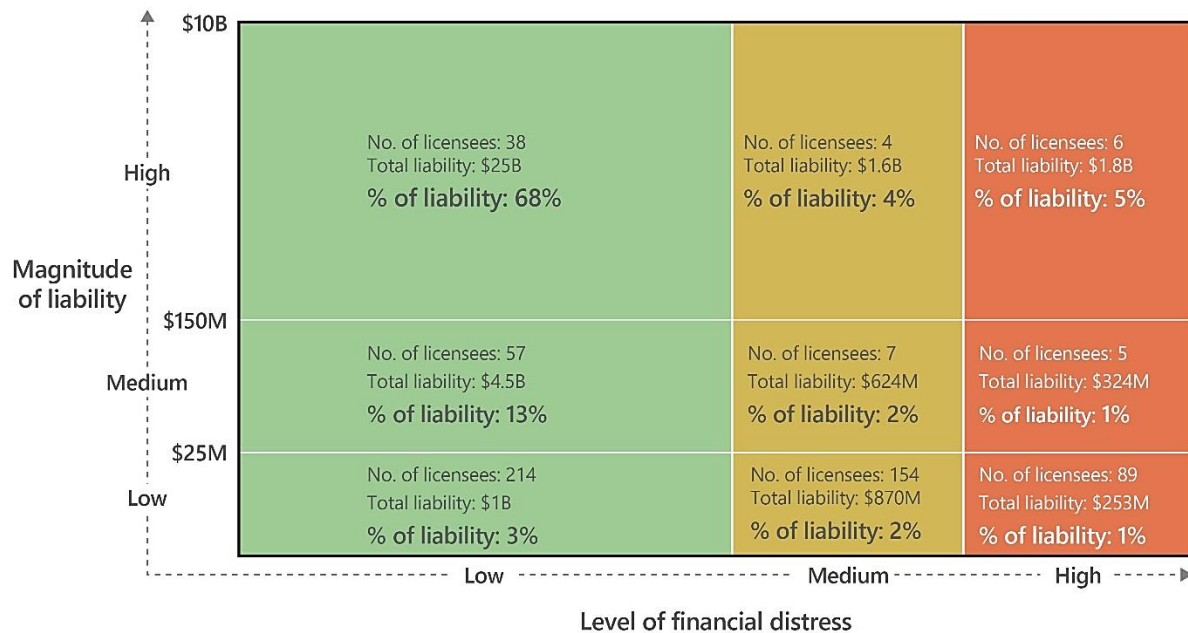 $10B
No. of licensees: 38
Total liability: $25B
% of liability: 68%
No. of licensees: 4
Total liability: $1.6B
% of liability: 4%
No. of licensees: 6
Total liability: $1.8B
% of liability: 5%
High
Magnitude
of liability
$150M
No. of licensees: 57
Total liability: $4.5B
% of liability: 13%
No. of licensees: 7
Total liability: $624M
% of liability: 2%
No. of licensees: 5
Total liability: $324M
% of liability: 1%
Medium
$25M
No. of licensees: 214
Total liability: $1B
% of liability: 3%
No. of licensees: 154
Total liability: $870M
% of liability: 2%
No. of licensees: 89
Total liability: $253M
% of liability: 1%
Low
Low
Medium
High
Level of financial distress